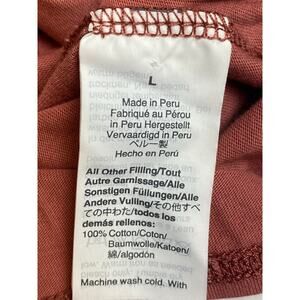 L
Made in Peru
Fabriqué au Pérou
in Peru Hergestellt
Vervaardigd in Peru
ペルー製
Hecho en Perú
All Other Filling/Tout
Autre Garnissage/Alle
Sonstigen Füllungen/Alle
Andere Vulling/その他すべ
ての中わた/todos los
demás rellenos:
100% Cotton/Coton/
Baumwolle/Katoen/
綿/algodón
Machine wash cold. With